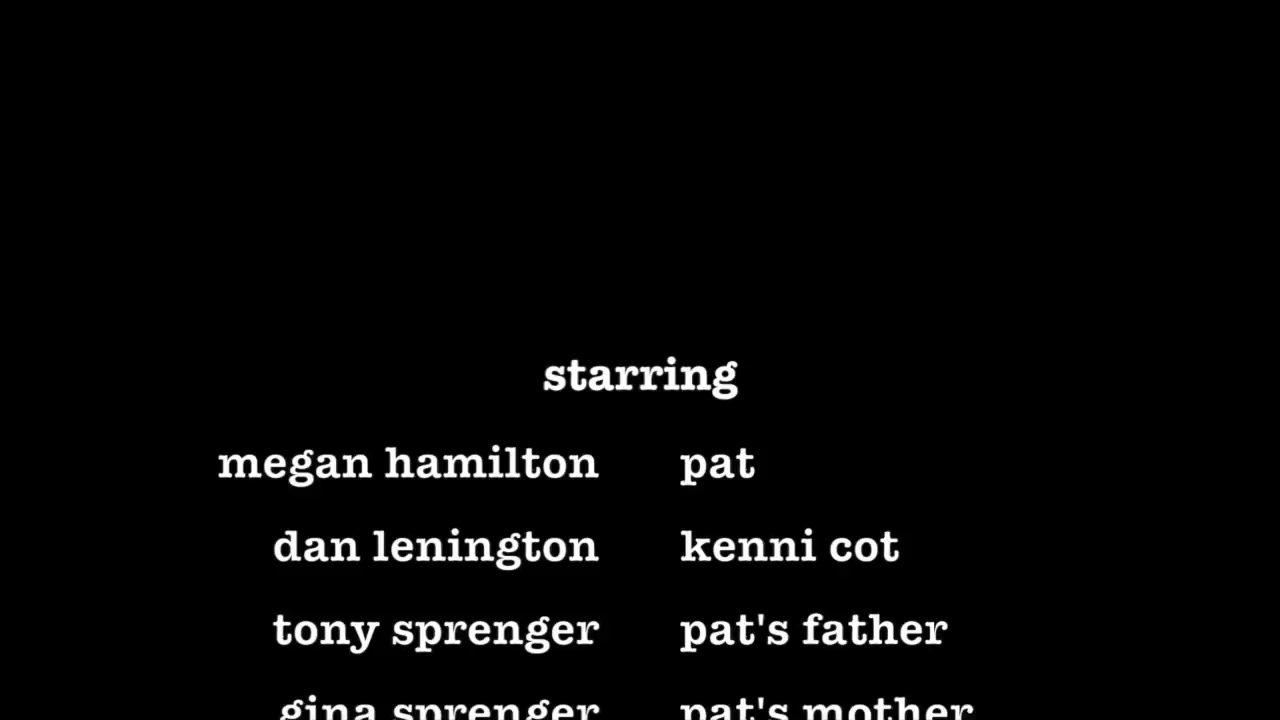 starring
megan hamilton pat
dan lenington kenni cot
tony sprenger pat's father
gina sprenger pat's mother